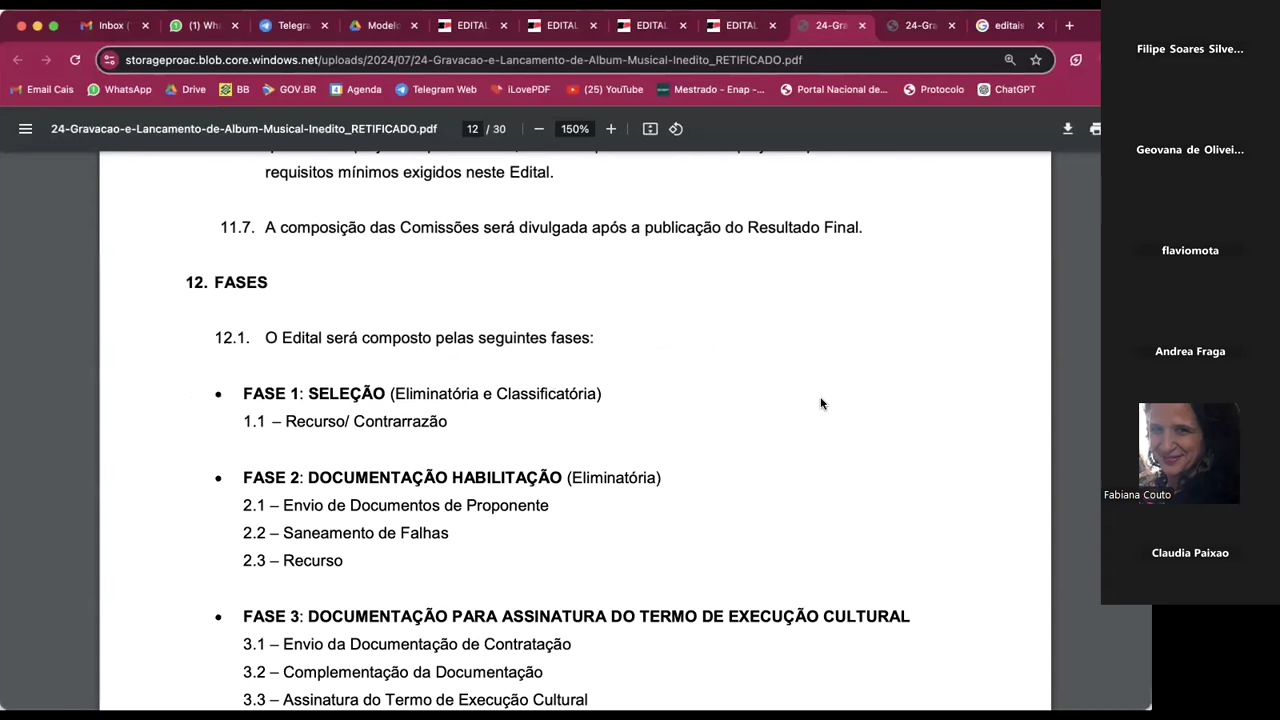 Inbox (
(1) Wha
Telegra
Modelo
EDITAL
EDITAL
EDITAL
EDITAL
24-Gra
24-Gra
editais
storageproac.blob.core.windows.net/uploads/2024/07/24-Gravacao-e-Lancamento-de-Album-Musical-Inedito_RETIFICADO.pdf
Email Cais WhatsApp Drive BB GOV.BR Agenda Telegram Web iLovePDF (25) YouTube Mestrado – Enap -... Portal Nacional de... Protocolo ChatGPT
24-Gravacao-e-Lancamento-de-Album-Musical-Inedito_RETIFICADO.pdf 12 / 30 150%
requisitos mínimos exigidos neste Edital.
11.7. A composição das Comissões será divulgada após a publicação do Resultado Final.
12. FASES
12.1. O Edital será composto pelas seguintes fases:
• FASE 1: SELEÇÃO (Eliminatória e Classificatória)
1.1 – Recurso/ Contrarrazão
• FASE 2: DOCUMENTAÇÃO HABILITAÇÃO (Eliminatória)
2.1 – Envio de Documentos de Proponente
2.2 – Saneamento de Falhas
2.3 – Recurso
• FASE 3: DOCUMENTAÇÃO PARA ASSINATURA DO TERMO DE EXECUÇÃO CULTURAL
3.1 – Envio da Documentação de Contratação
3.2 – Complementação da Documentação
3.3 – Assinatura do Termo de Execução Cultural
Filipe Soares Silve...
Geovana de Olivei...
flaviomota
Andrea Fraga
Fabiana Couto
Claudia Paixao